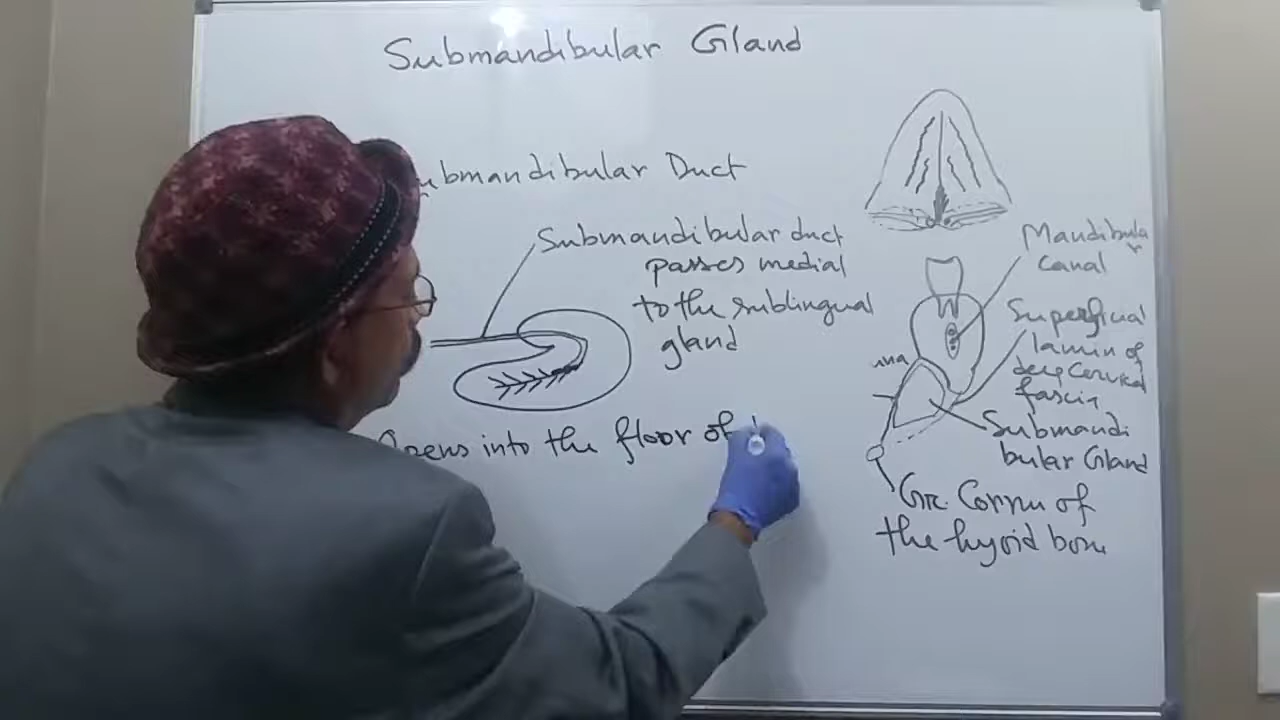 Submandibular Gland
ubmandibular Duct
Submandibular duct
passes medial
to the sublingual
gland
Opens into the floor of
Mandibular
Canal
Superficial
lamin of
deep Cervical
fascia
Submandi
bular Gland
Gr. Cornu of
the hyoid bone